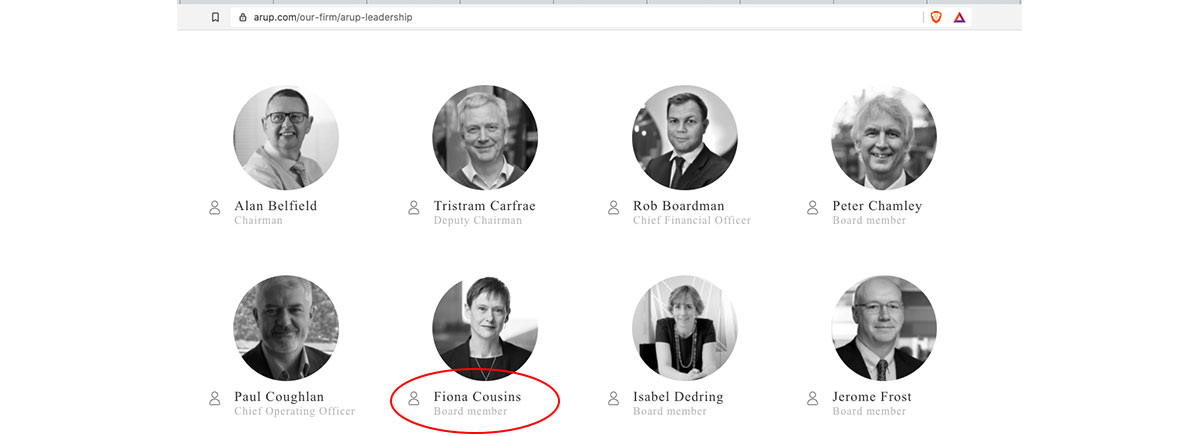 arup.com/our-firm/arup-leadership
Alan Belfield
Chairman
Tristram Carfrae
Deputy Chairman
Rob Boardman
Chief Financial Officer
Peter Chamley
Board member
Paul Coughlan
Chief Operating Officer
Fiona Cousins
Board member
Isabel Dedring
Board member
Jerome Frost
Board member